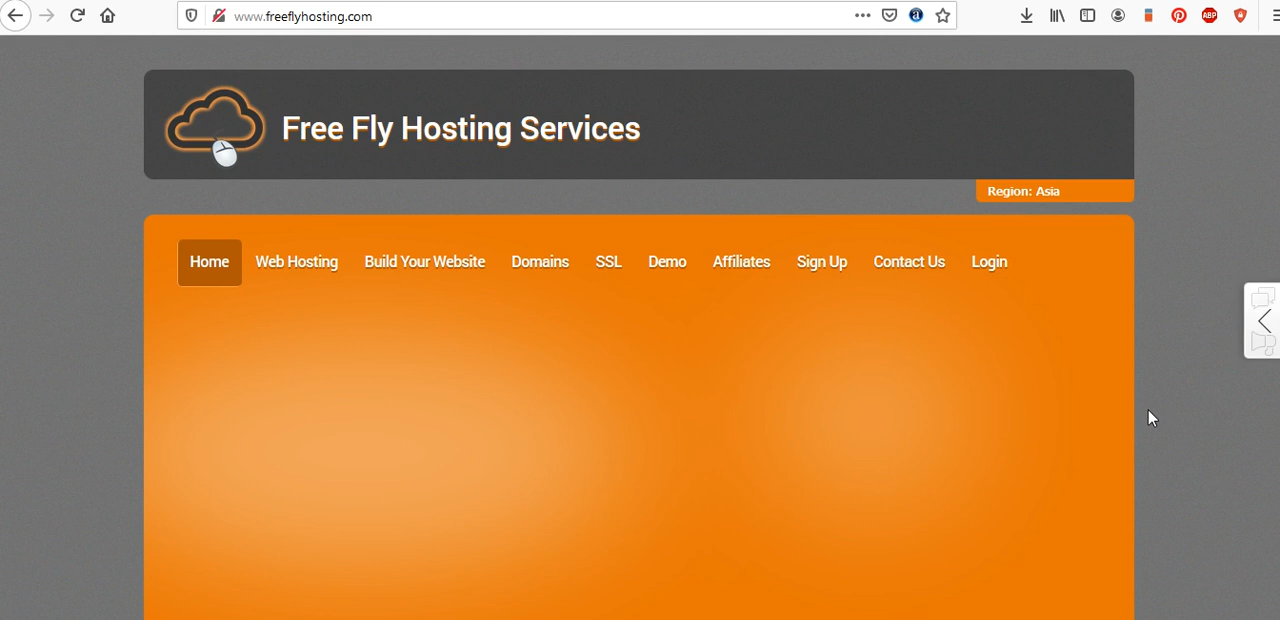 www.freeflyhosting.com
ABP
Free Fly Hosting Services
Region: Asia
Home Web Hosting Build Your Website Domains SSL Demo Affiliates Sign Up Contact Us Login